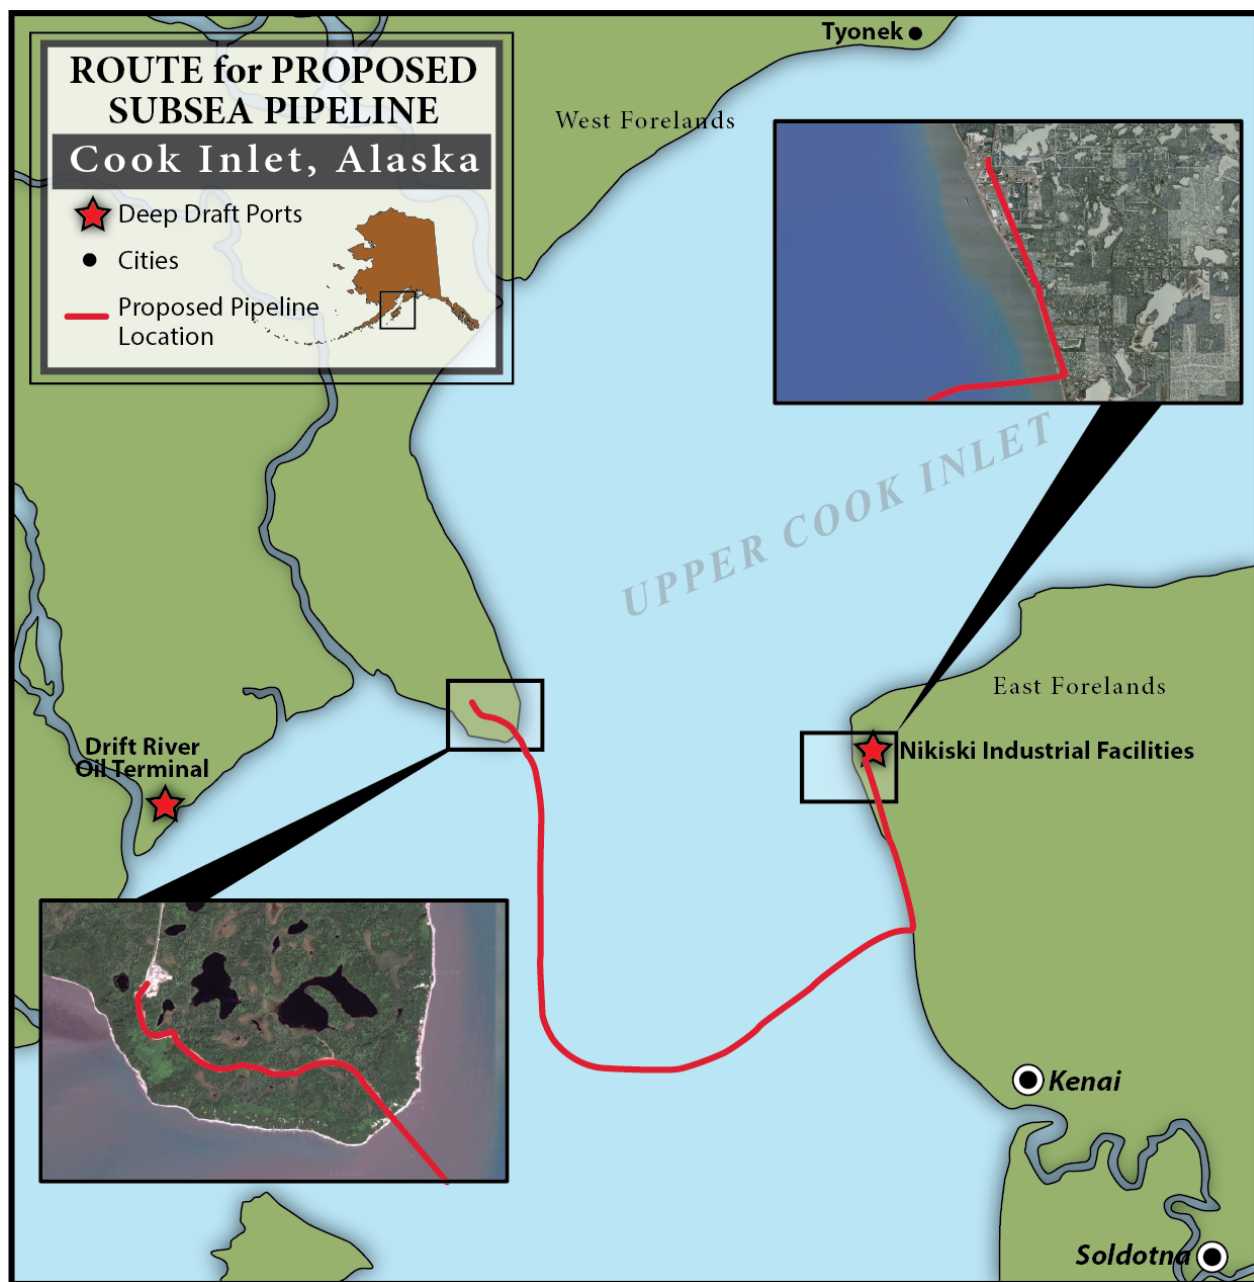 ROUTE for PROPOSED
SUBSEA PIPELINE
Cook Inlet, Alaska
Deep Draft Ports
Cities
Proposed Pipeline
Location
Tyonek
West Forelands
UPPER COOK INLET
East Forelands
Nikiski Industrial Facilities
Drift River
Oil Terminal
Kenai
Soldotna